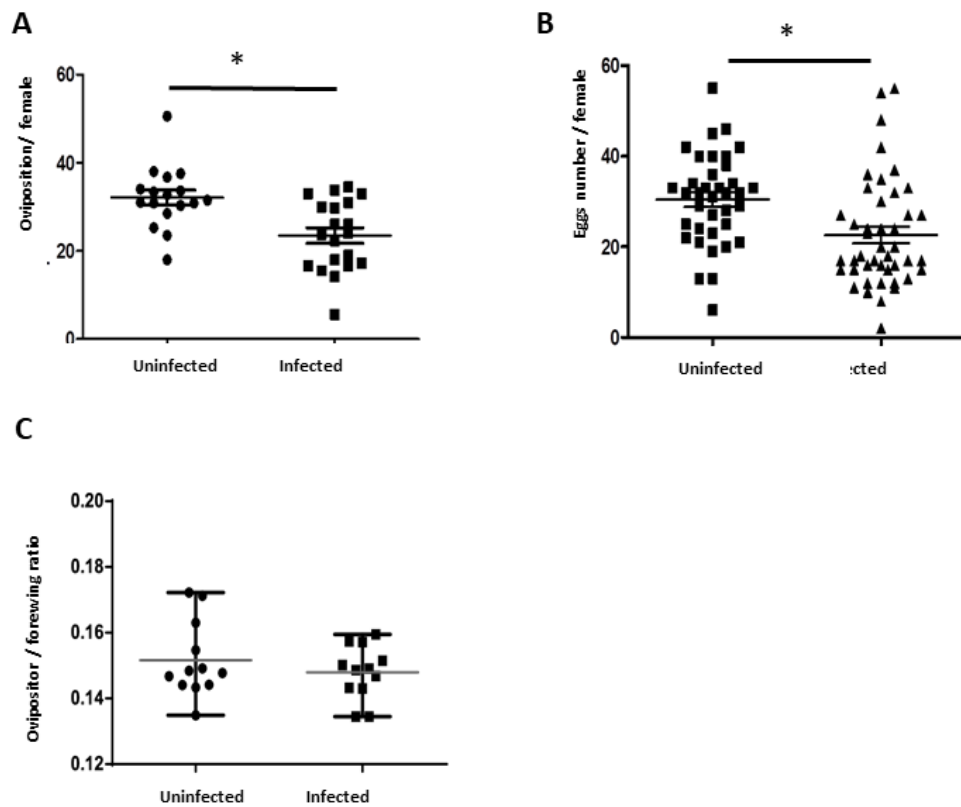 A
*
60
40
20
0
Oviposition/ female
Uninfected Infected
B
*
60
40
20
0
Eggs number / female
Uninfected :cted
C
0.20
0.18
0.16
0.14
0.12
Ovipositor / forewing ratio
Uninfected Infected